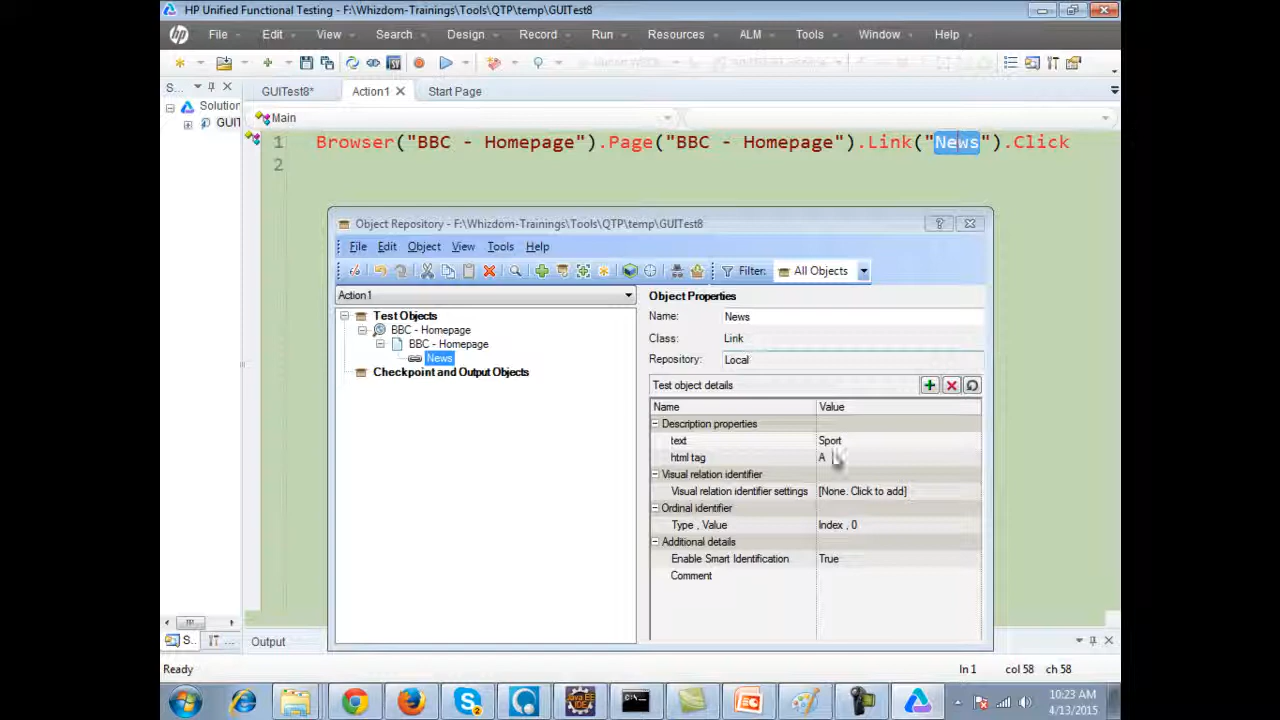 HP Unified Functional Testing - F:\Whizdom-Trainings\Tools\QTP\temp\GUITest8
File Edit View Search Design Record Run Resources ALM Tools Window Help
S...
GUITest8* Action1 Start Page
Solution
GUIT
Main
1 Browser("BBC - Homepage").Page("BBC - Homepage").Link("News").Click
2
Object Repository - F:\Whizdom-Trainings\Tools\QTP\temp\GUITest8
File Edit Object View Tools Help
Filter: All Objects
Action1
Test Objects
BBC - Homepage
BBC - Homepage
News
Checkpoint and Output Objects
Object Properties
Name: News
Class: Link
Repository: Local
Test object details
Name Value
Description properties
text Sport
html tag A
Visual relation identifier
Visual relation identifier settings [None. Click to add]
Ordinal identifier
Type , Value Index , 0
Additional details
Enable Smart Identification True
Comment
S.. ...
Output
Ready
ln 1 col 58 ch 58
10:23 AM
4/13/2015